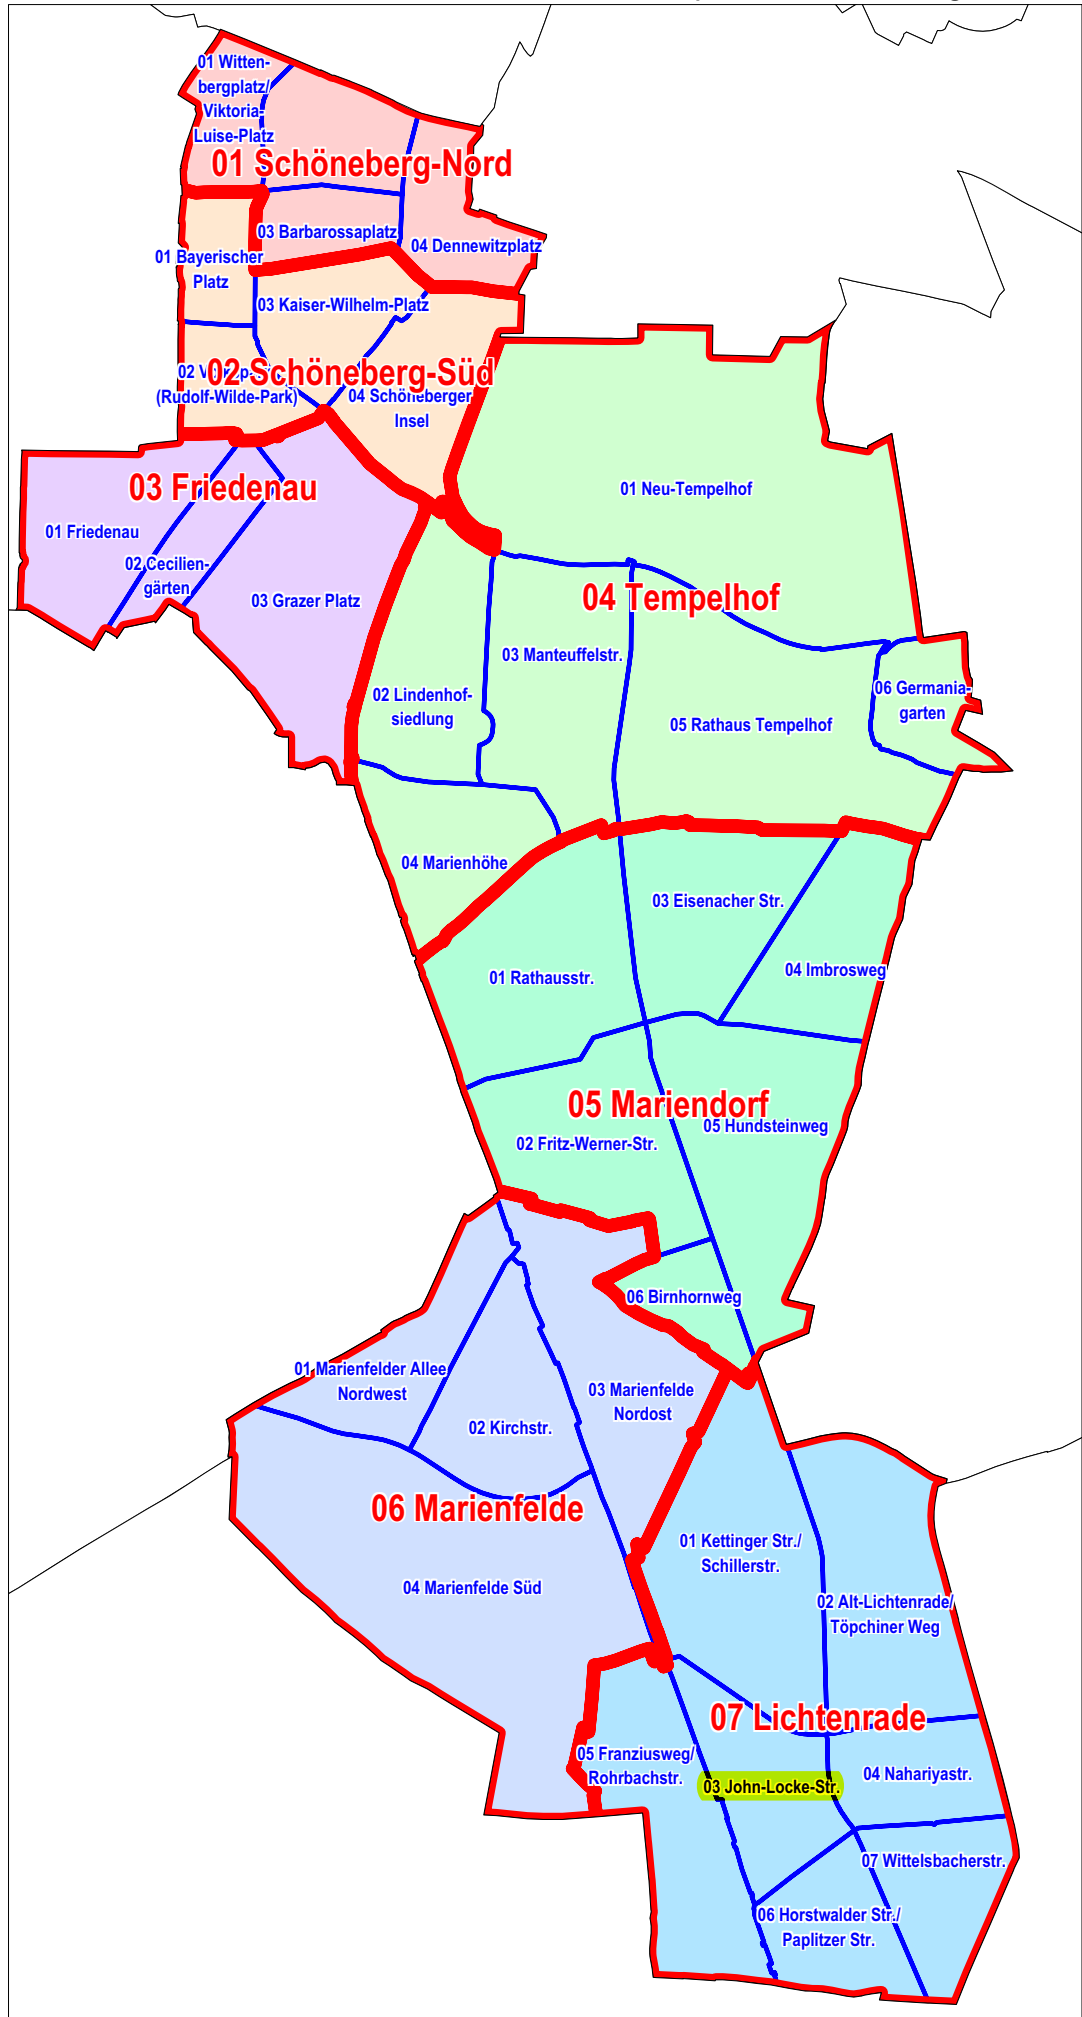 01 Witten-
bergplatz/
Viktoria-
Luise-Platz
01 Schöneberg-Nord
03 Barbarossaplatz
04 Dennewitzplatz
01 Bayerischer
Platz
03 Kaiser-Wilhelm-Platz
02 Schöneberg-Süd
02
(Rudolf-Wilde-Park)
04 Schöneberger
Insel
03 Friedenau
01 Neu-Tempelhof
01 Friedenau
02 Cecilien-
gärten
03 Grazer Platz
04 Tempelhof
03 Manteuffelstr.
02 Lindenhof-
siedlung
06 Germania-
garten
05 Rathaus Tempelhof
04 Marienhöhe
03 Eisenacher Str.
01 Rathausstr.
04 Imbrosweg
05 Mariendorf
05 Hundsteinweg
02 Fritz-Werner-Str.
06 Birnhornweg
01 Marienfelder Allee
Nordwest
03 Marienfelde
Nordost
02 Kirchstr.
06 Marienfelde
01 Kettinger Str./
Schillerstr.
04 Marienfelde Süd
02 Alt-Lichtenrade/
Töpchiner Weg
07 Lichtenrade
05 Franziusweg/
Rohrbachstr.
03 John-Locke-Str.
04 Nahariyastr.
07 Wittelsbacherstr.
06 Horstwalder Str./
Paplitzer Str.